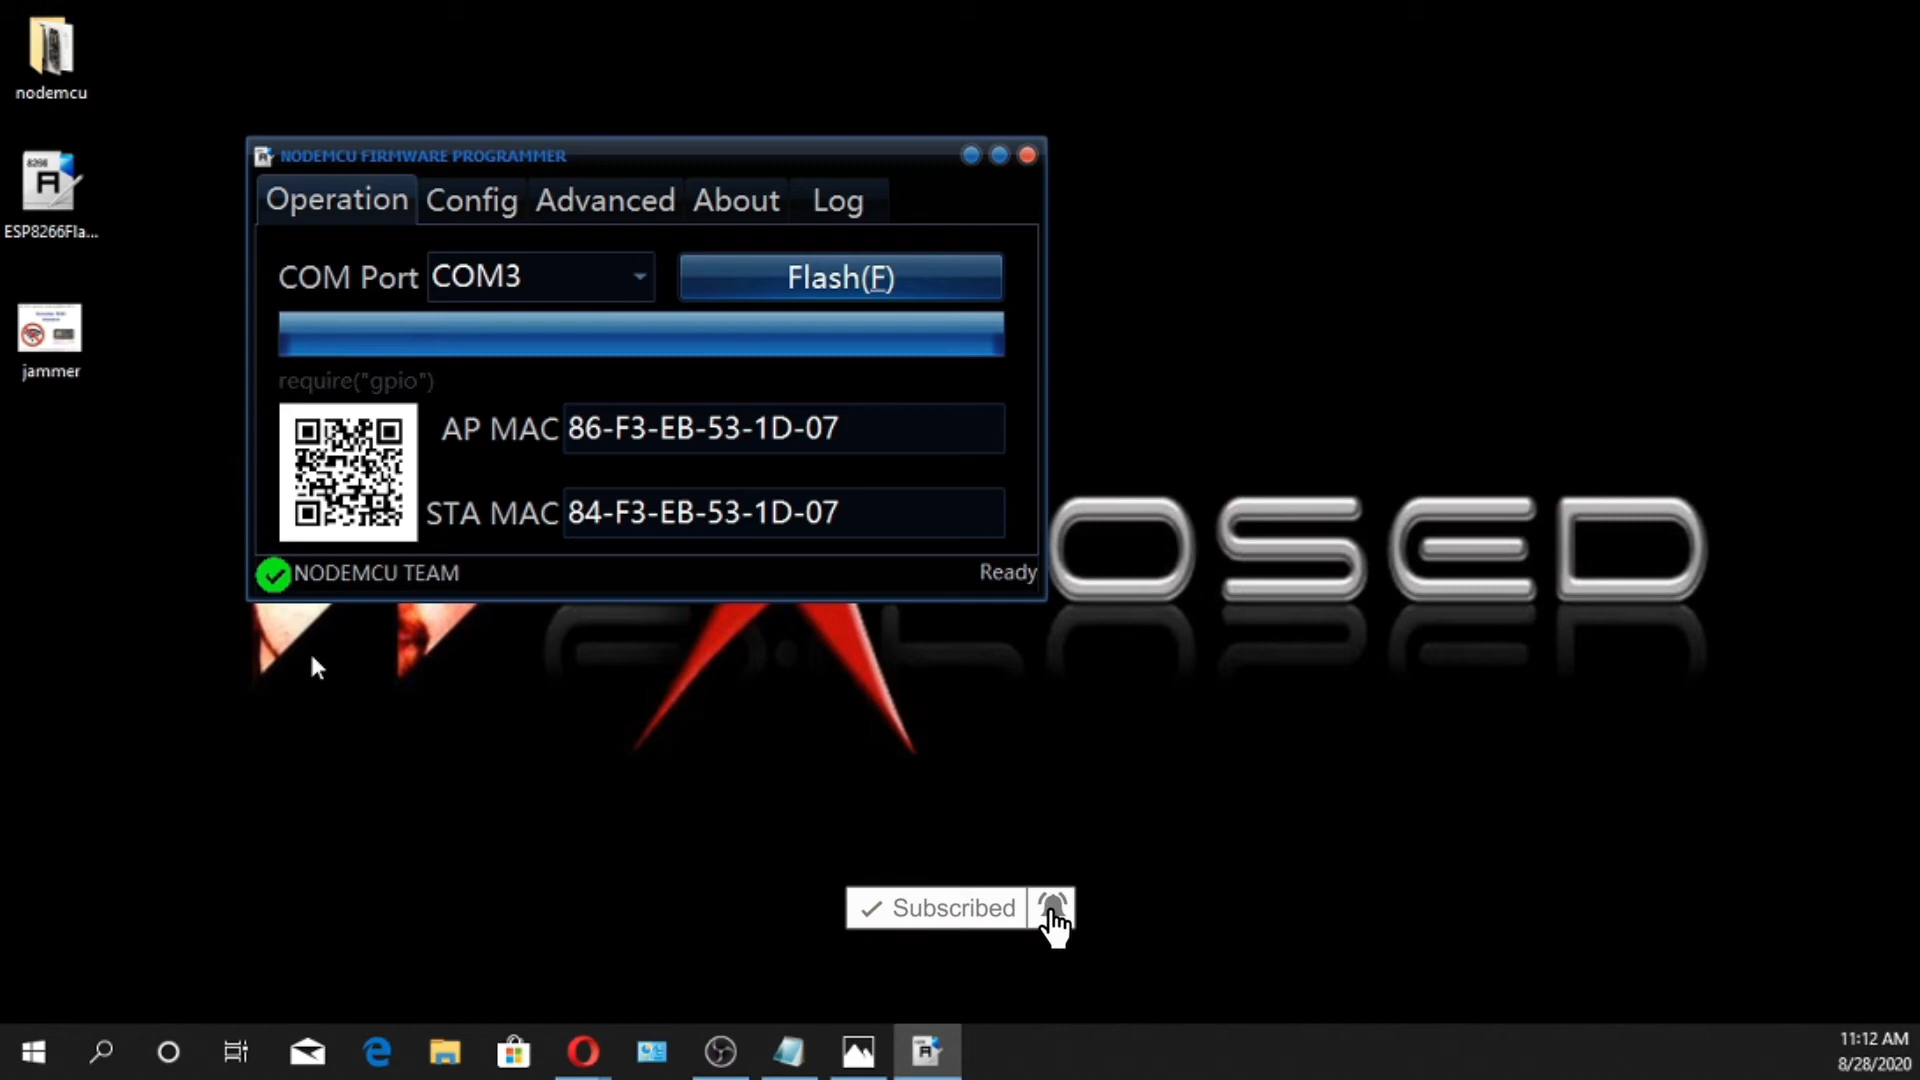 nodemcu
8266
ESP8266Fla...
jammer
NODEMCU FIRMWARE PROGRAMMER
Operation Config Advanced About Log
COM Port COM3 Flash(F)
require("gpio")
AP MAC 86-F3-EB-53-1D-07
STA MAC 84-F3-EB-53-1D-07
NODEMCU TEAM Ready
OSED
Subscribed
11:12 AM
8/28/2020